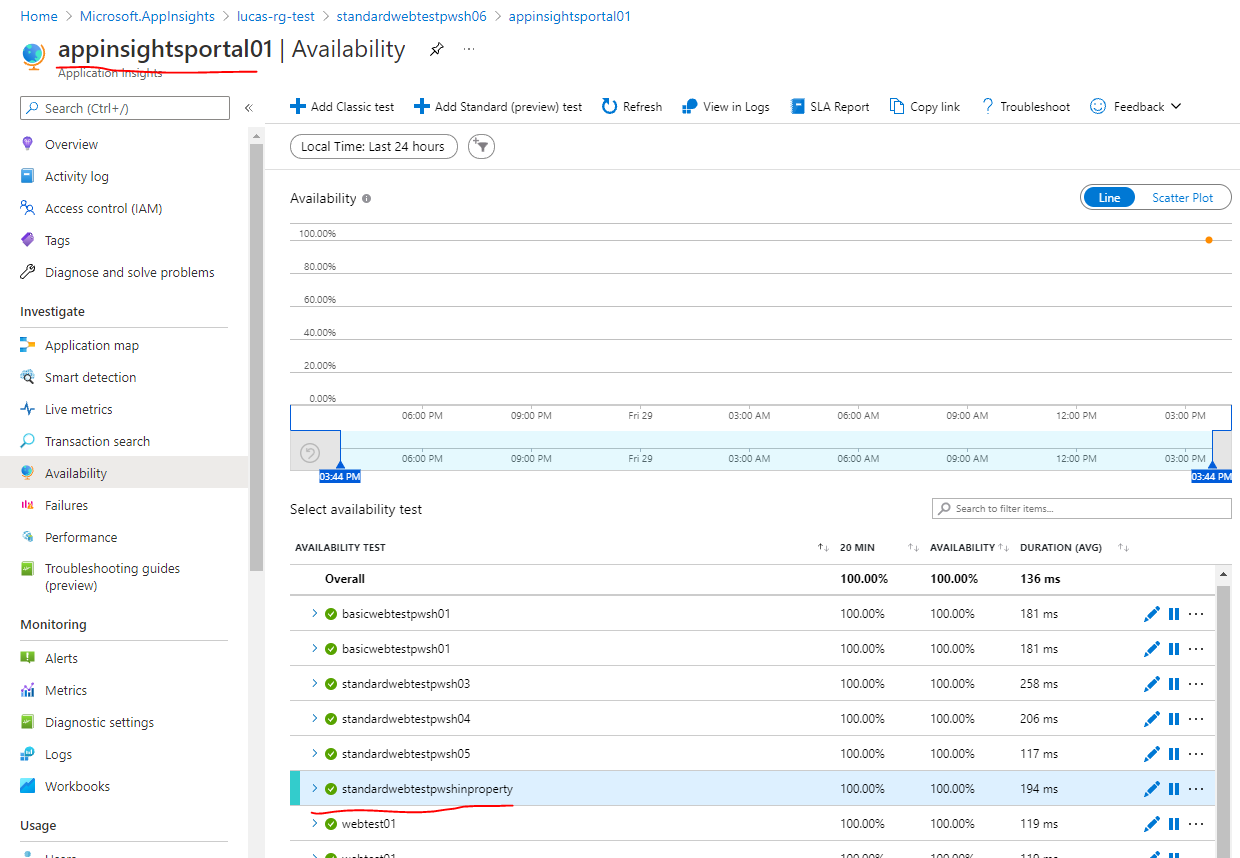 Home > Microsoft.AppInsights > lucas-rg-test > standardwebtestpwsh06 > appinsightsportal01
appinsightsportal01 | Availability ...
Application Insights
Search (Ctrl+/) «
Overview
Activity log
Access control (IAM)
Tags
Diagnose and solve problems
Investigate
Application map
Smart detection
Live metrics
Transaction search
Availability
Failures
Performance
Troubleshooting guides
(preview)
Monitoring
Alerts
Metrics
Diagnostic settings
Logs
Workbooks
Usage
Users
Add Classic test Add Standard (preview) test Refresh View in Logs SLA Report Copy link Troubleshoot Feedback
Local Time: Last 24 hours
Availability
Line Scatter Plot
100.00%
80.00%
60.00%
40.00%
20.00%
0.00%
06:00 PM 09:00 PM Fri 29 03:00 AM 06:00 AM 09:00 AM 12:00 PM 03:00 PM
06:00 PM 09:00 PM Fri 29 03:00 AM 06:00 AM 09:00 AM 12:00 PM 03:00 PM
03:44 PM 03:44 PM
Select availability test Search to filter items...
AVAILABILITY TEST 20 MIN AVAILABILITY DURATION (AVG)
Overall 100.00% 100.00% 136 ms
basicwebtestpwsh01 100.00% 100.00% 181 ms
basicwebtestpwsh01 100.00% 100.00% 181 ms
standardwebtestpwsh03 100.00% 100.00% 258 ms
standardwebtestpwsh04 100.00% 100.00% 206 ms
standardwebtestpwsh05 100.00% 100.00% 117 ms
standardwebtestpwshinproperty 100.00% 100.00% 194 ms
webtest01 100.00% 100.00% 119 ms
webtest01 100.00% 100.00% 119 ms